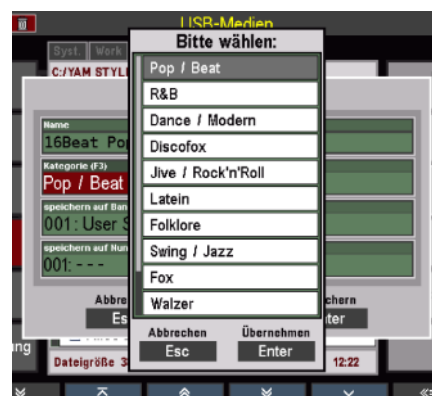 USB-Medien
Bitte wählen:
Syst. Work
C:/YAM STYL
Pop / Beat
R&B
Dance / Modern
Discofox
Jive / Rock'n'Roll
Latein
Folklore
Swing / Jazz
Fox
Walzer
Name
16Beat Po
Kategorie (F3)
Pop / Beat
speichern auf Ban
001: User S
speichern auf Num
001: - - -
Abbre
Es
chern
ter
Abbrechen
Esc
Übernehmen
Enter
ng
Dateigröße 3
12:22